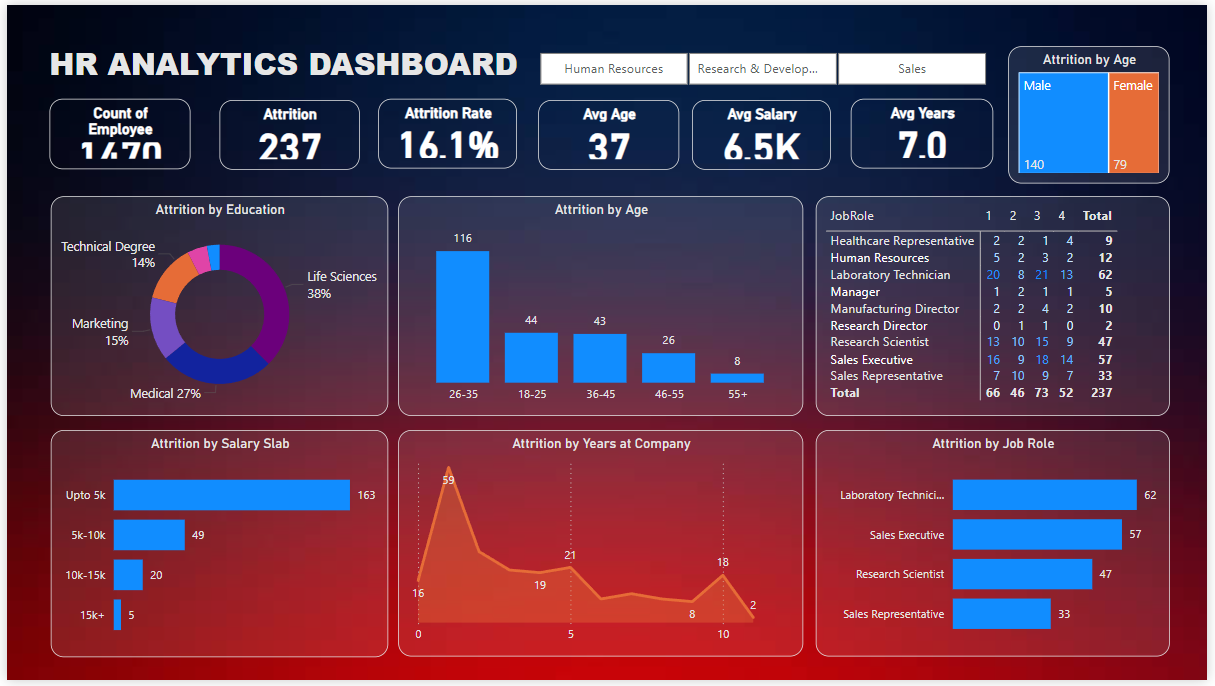 HR ANALYTICS DASHBOARD
Human Resources
Research & Develop...
Sales
Count of
Employee
1470
Attrition
237
Attrition Rate
16.1%
Avg Age
37
Avg Salary
6.5K
Avg Years
7.0
Attrition by Age
Male
Female
140
79
Attrition by Education
Technical Degree
14%
Life Sciences
38%
Marketing
15%
Medical 27%
Attrition by Age
116
44
43
26
8
26-35 18-25 36-45 46-55 55+
JobRole 1 2 3 4 Total
Healthcare Representative 2 2 1 4 9
Human Resources 5 2 3 2 12
Laboratory Technician 20 8 21 13 62
Manager 1 2 1 1 5
Manufacturing Director 2 2 4 2 10
Research Director 0 1 1 0 2
Research Scientist 13 10 15 9 47
Sales Executive 16 9 18 14 57
Sales Representative 7 10 9 7 33
Total 66 46 73 52 237
Attrition by Salary Slab
Upto 5k 163
5k-10k 49
10k-15k 20
15k+ 5
Attrition by Years at Company
59
21
18
16
19
8
2
0 5 10
Attrition by Job Role
Laboratory Technici... 62
Sales Executive 57
Research Scientist 47
Sales Representative 33